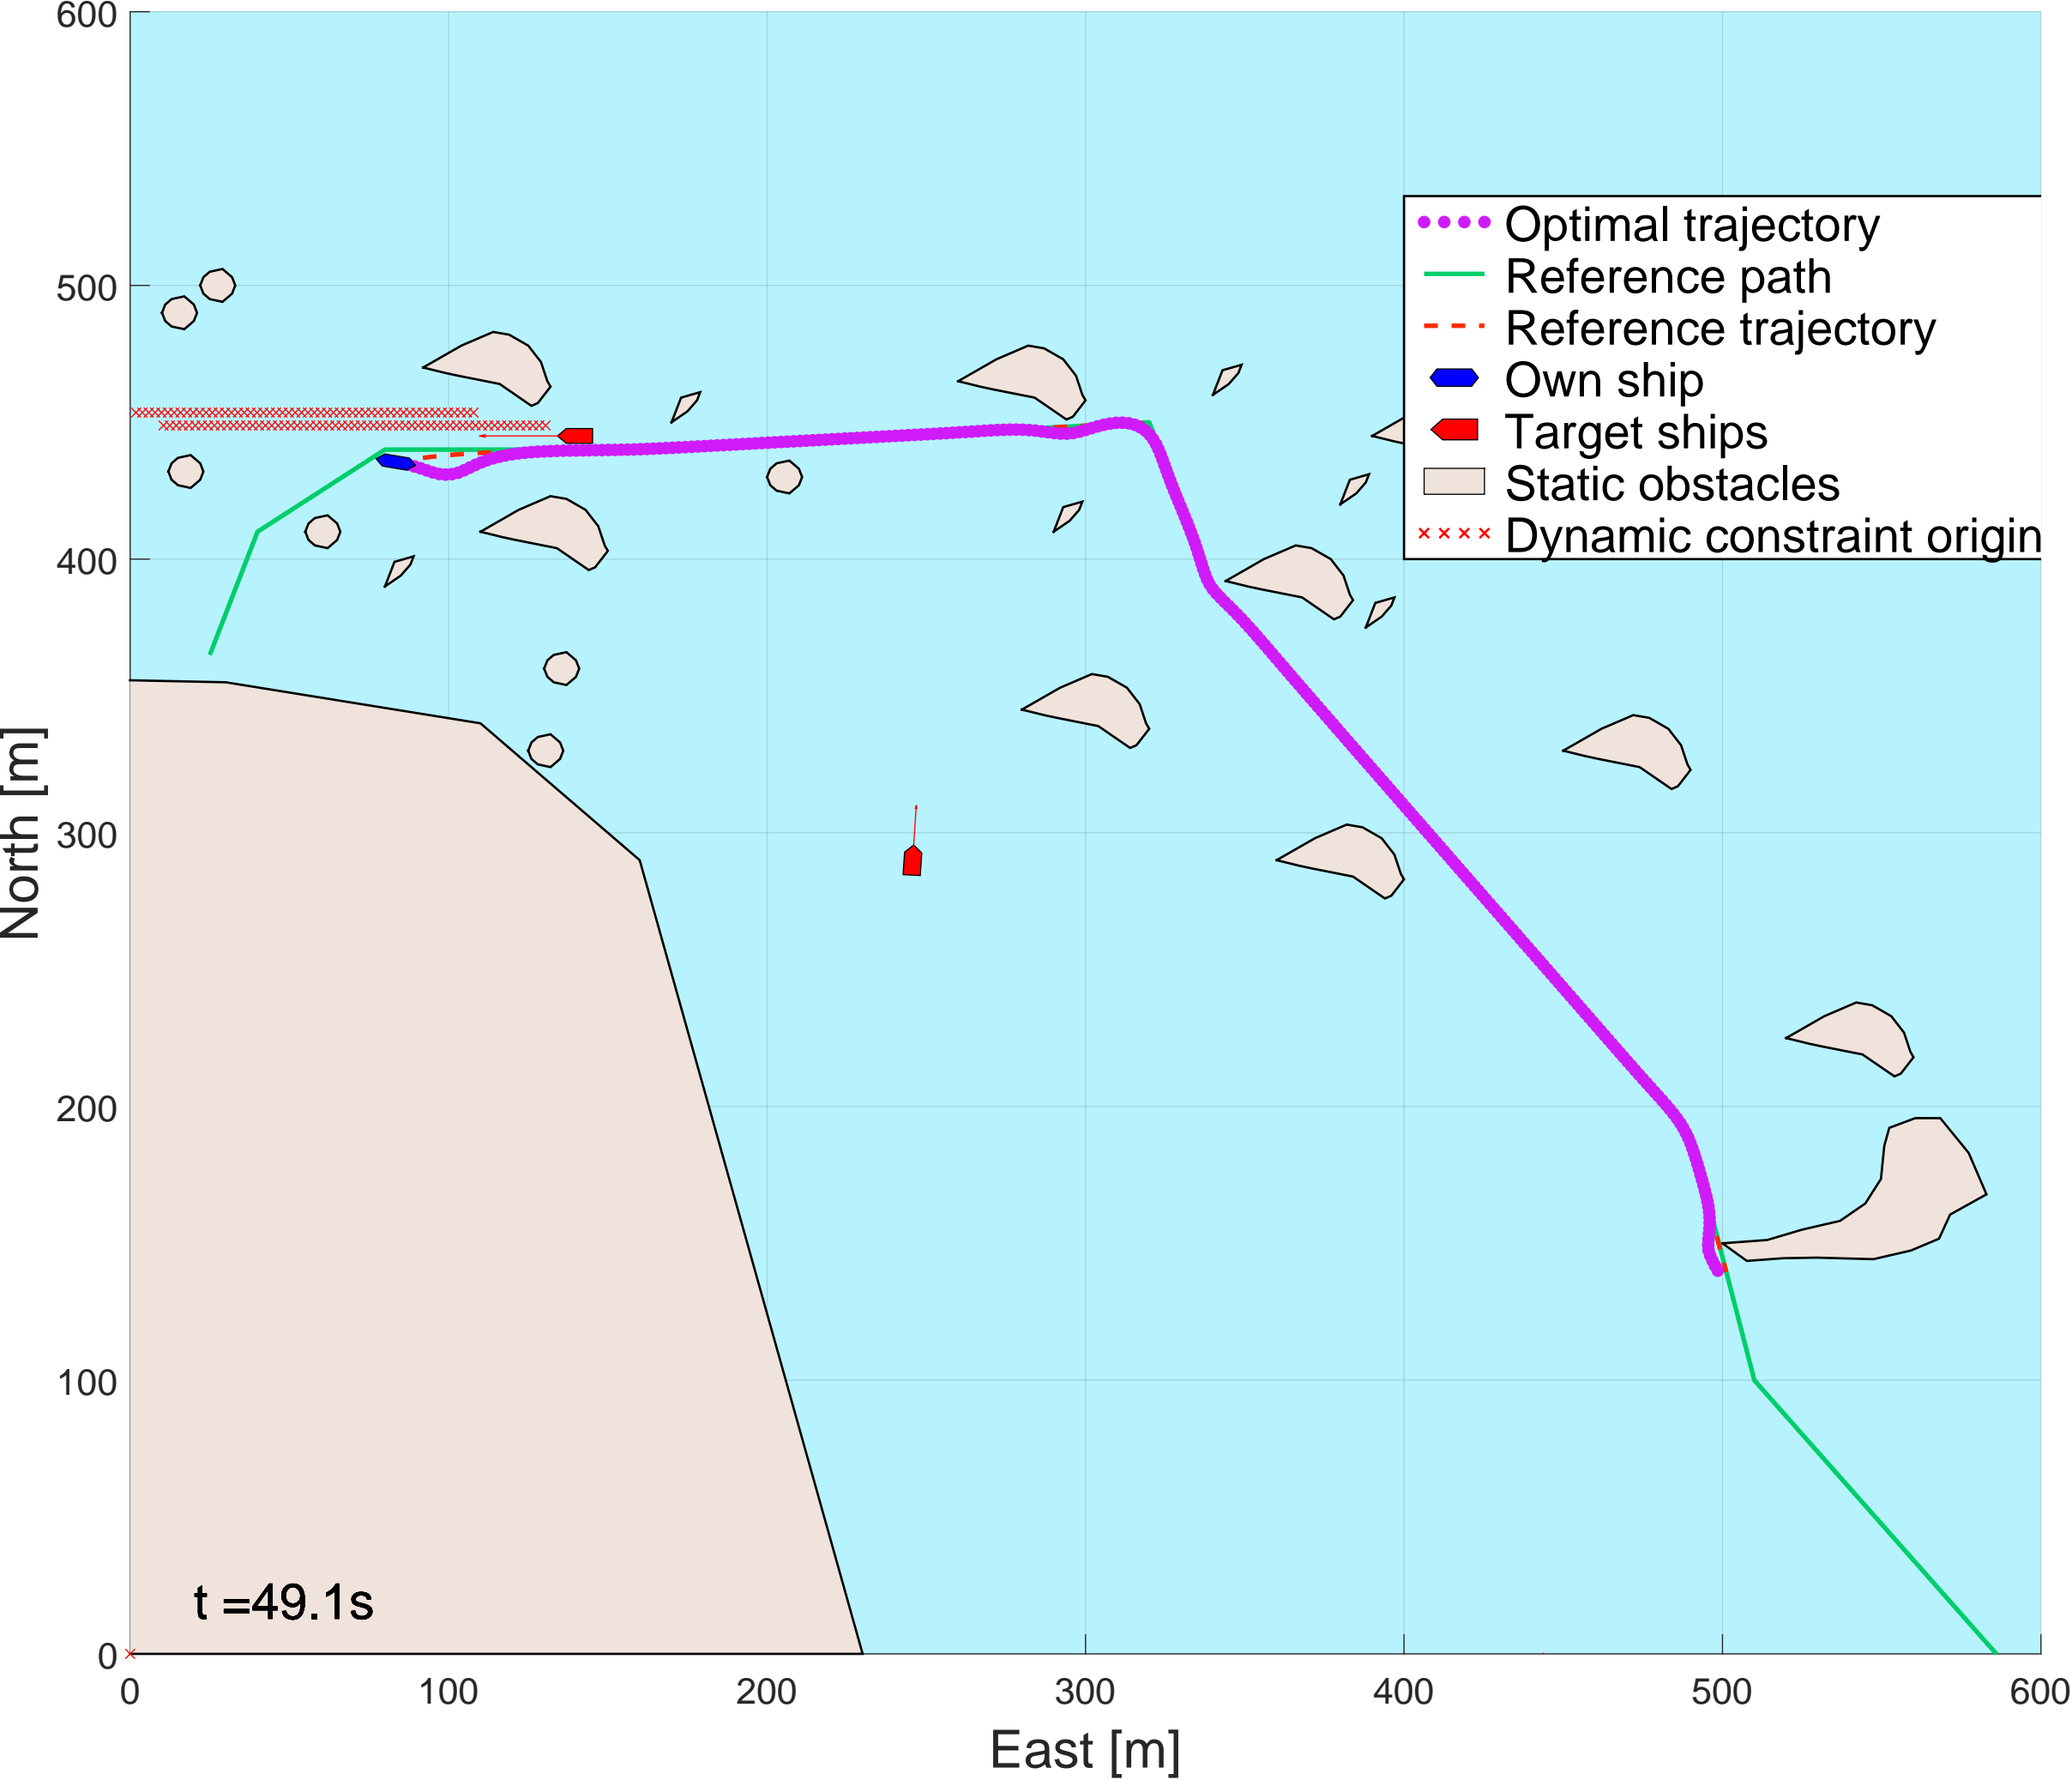 600
500
400
300
200
100
0
North [m]
Optimal trajectory
Reference path
Reference trajectory
Own ship
Target ships
Static obstacles
Dynamic constraint origin
t =49.1s
0 100 200 300 400 500 600
East [m]